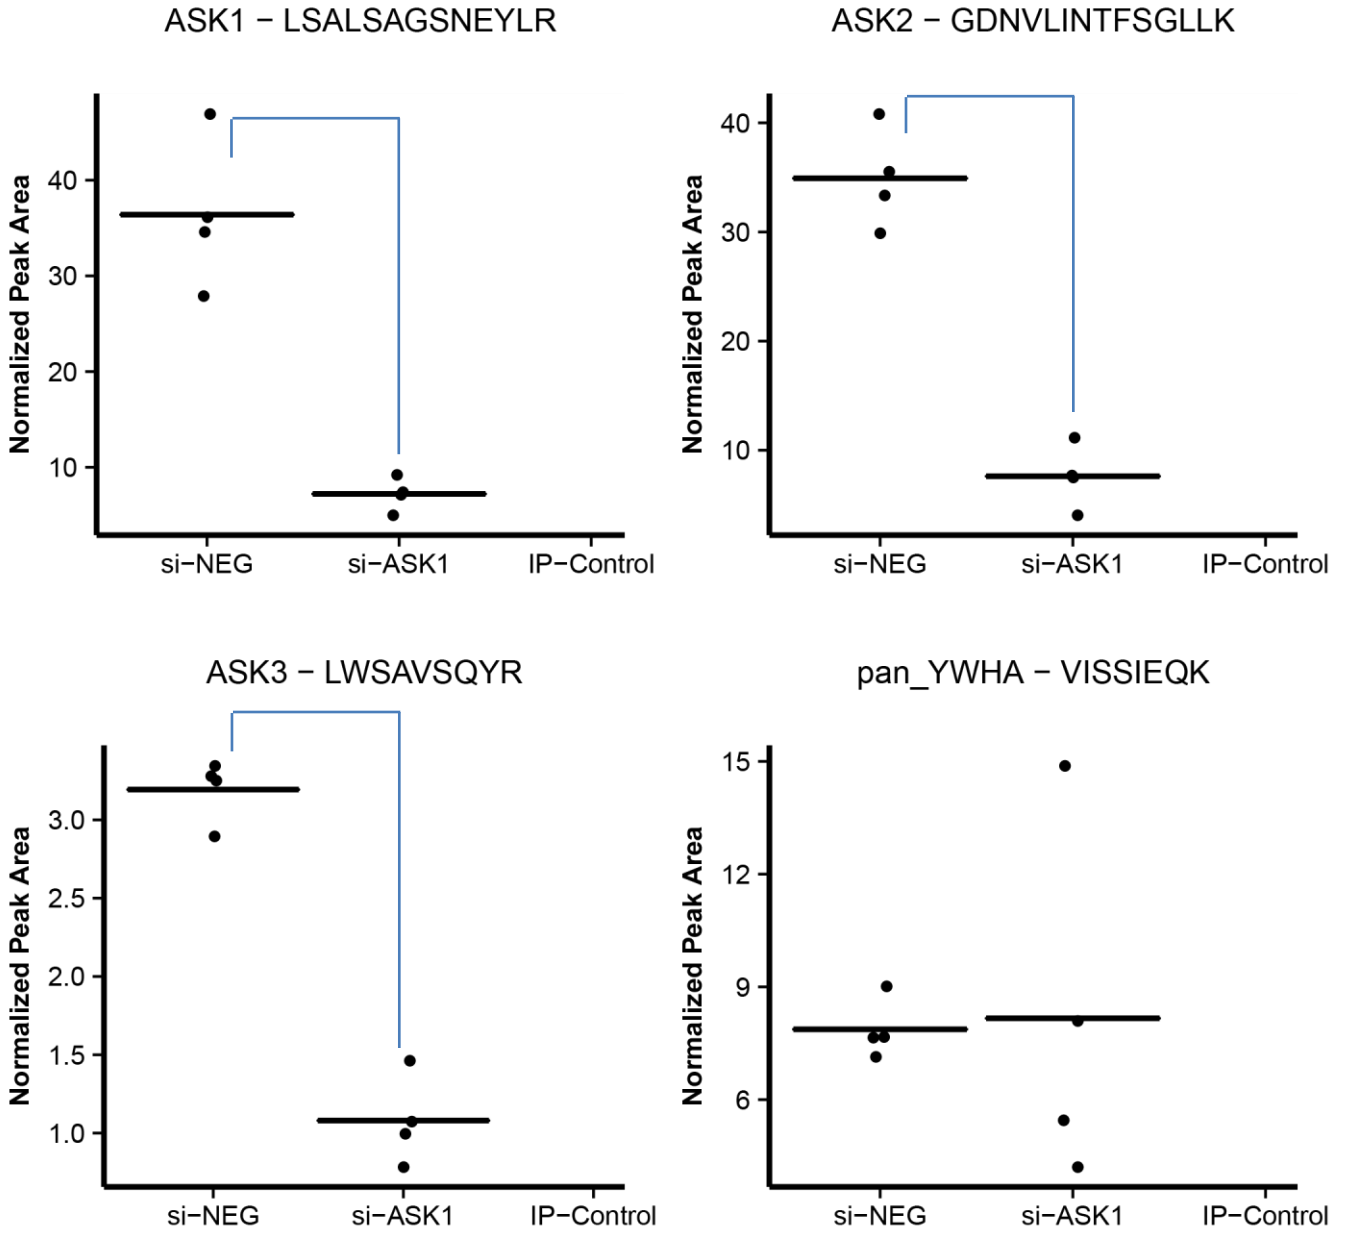 ASK1 − LSALSAGSNEYLR
Normalized Peak Area
40
30
20
10
si−NEG si−ASK1 IP−Control
ASK2 − GDNVLINTFSGLLK
Normalized Peak Area
40
30
20
10
si−NEG si−ASK1 IP−Control
ASK3 − LWSAVSQYR
Normalized Peak Area
3.0
2.5
2.0
1.5
1.0
si−NEG si−ASK1 IP−Control
pan_YWHA − VISSIEQK
Normalized Peak Area
15
12
9
6
si−NEG si−ASK1 IP−Control